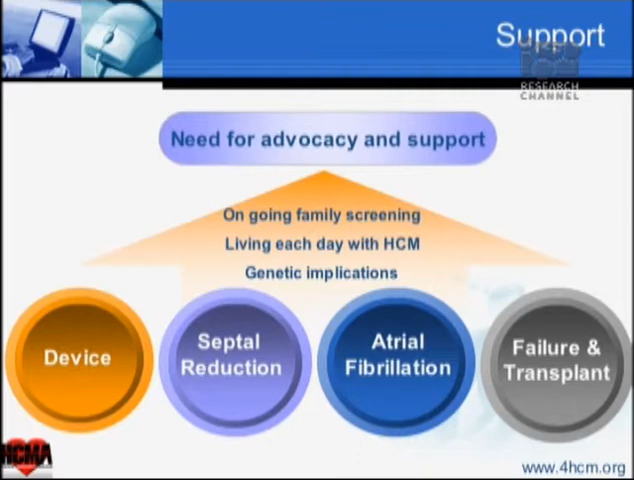 Support
RESEARCH
CHANNEL
Need for advocacy and support
On going family screening
Living each day with HCM
Genetic implications
Device
Septal
Reduction
Atrial
Fibrillation
Failure &
Transplant
HCMA
www.4hcm.org